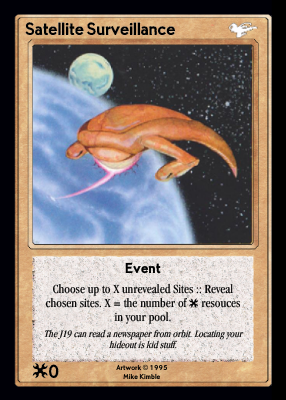 Satellite Surveillance
Event
Choose up to X unrevealed Sites :: Reveal
chosen sites. X = the number of resouces
in your pool.
The J19 can read a newspaper from orbit. Locating your
hideout is kid stuff.
0
Artwork © 1995
Mike Kimble